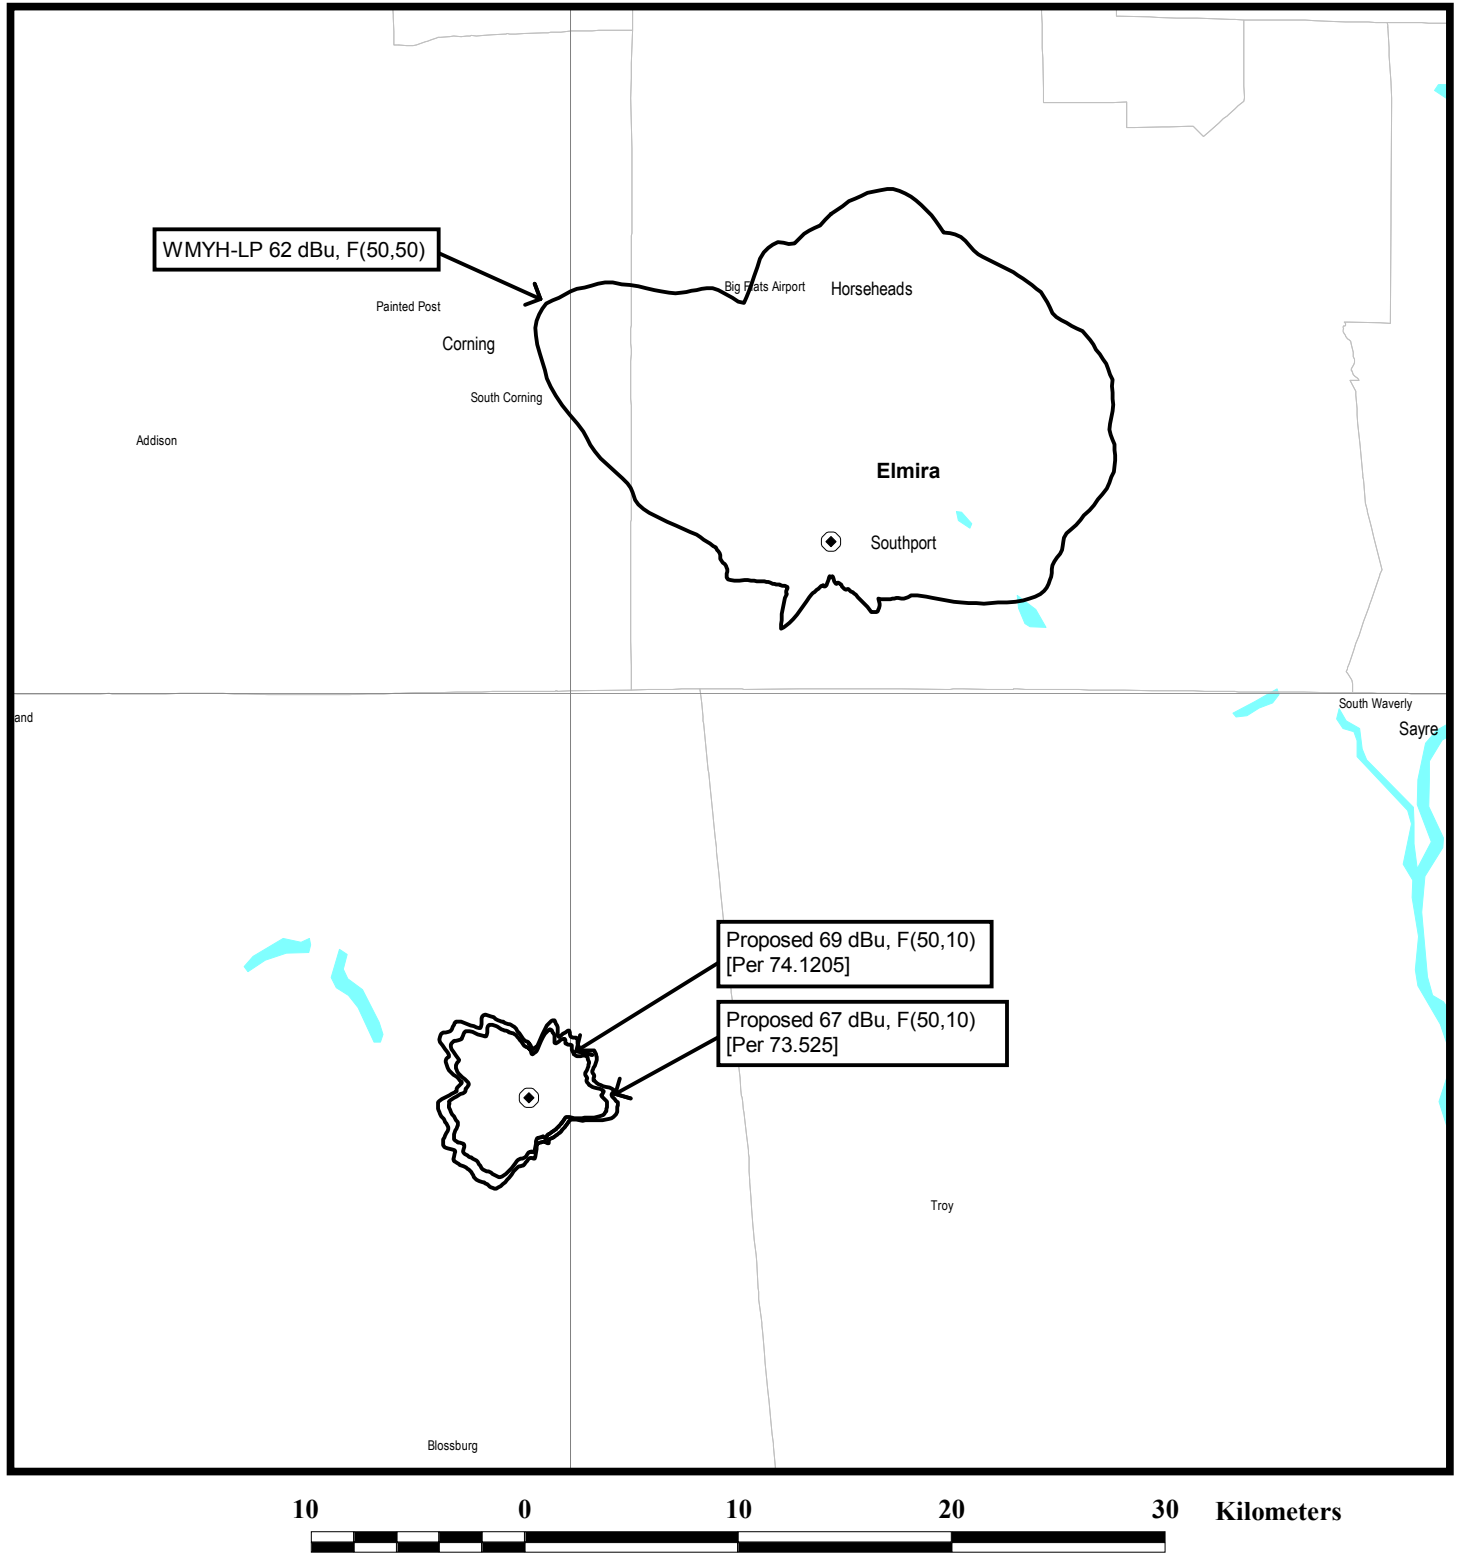 WMYH-LP 62 dBu, F(50,50)
Big Flats Airport
Horseheads
Painted Post
Corning
South Corning
Addison
Elmira
Southport
South Waverly
and
Sayre
Proposed 69 dBu, F(50,10)
[Per 74.1205]
Proposed 67 dBu, F(50,10)
[Per 73.525]
Troy
Blossburg
10 0 10 20 30 Kilometers